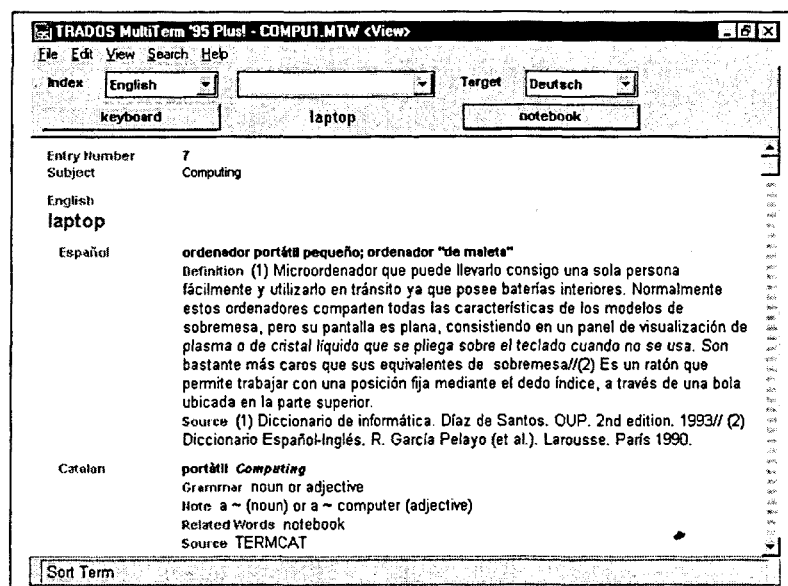 TRADOS MultiTerm '95 Plus! - COMPU1.MTW <View>
File Edit View Search Help
Index English Target Deutsch
keyboard laptop notebook
Entry Number 7
Subject Computing
English
laptop
Español ordenador portátil pequeño; ordenador "de maleta"
Definition (1) Microordenador que puede llevarlo consigo una sola persona
fácilmente y utilizarlo en tránsito ya que posee baterías interiores. Normalmente
estos ordenadores comparten todas las características de los modelos de
sobremesa, pero su pantalla es plana, consistiendo en un panel de visualización de
plasma o de cristal líquido que se pliega sobre el teclado cuando no se usa. Son
bastante más caros que sus equivalentes de sobremesa//(2) Es un ratón que
permite trabajar con una posición fija mediante el dedo índice, a través de una bola
ubicada en la parte superior.
Source (1) Diccionario de informática. Díaz de Santos. OUP. 2nd edition. 1993// (2)
Diccionario Español-Inglés. R. García Pelayo (et al.). Larousse. París 1990.
Catalan portàtil Computing
Grammar noun or adjective
Note a ~ (noun) or a ~ computer (adjective)
Related Words notebook
Source TERMCAT
Sort Term